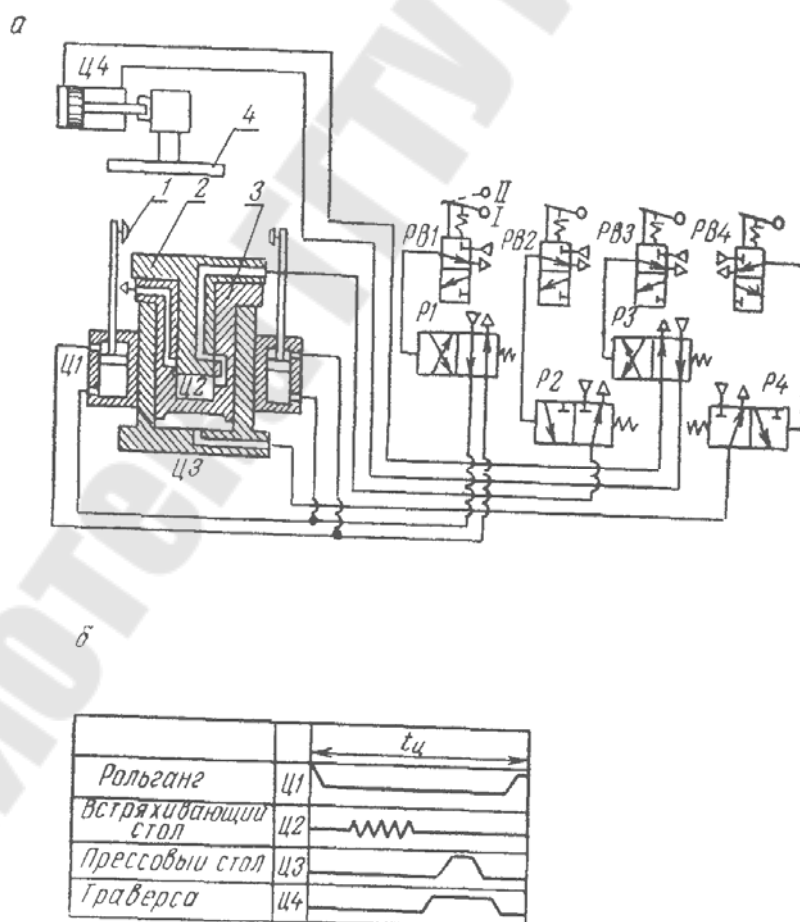 а
Ц4
4
1
2
3
II
I
РВ1
РВ2
РВ3
РВ4
Р1
Р3
Ц1
Ц2
Р2
Р4
Ц3
б
tц
Рольганг Ц1
Встряхивающий
стол Ц2
Прессовый стол Ц3
Траверса Ц4